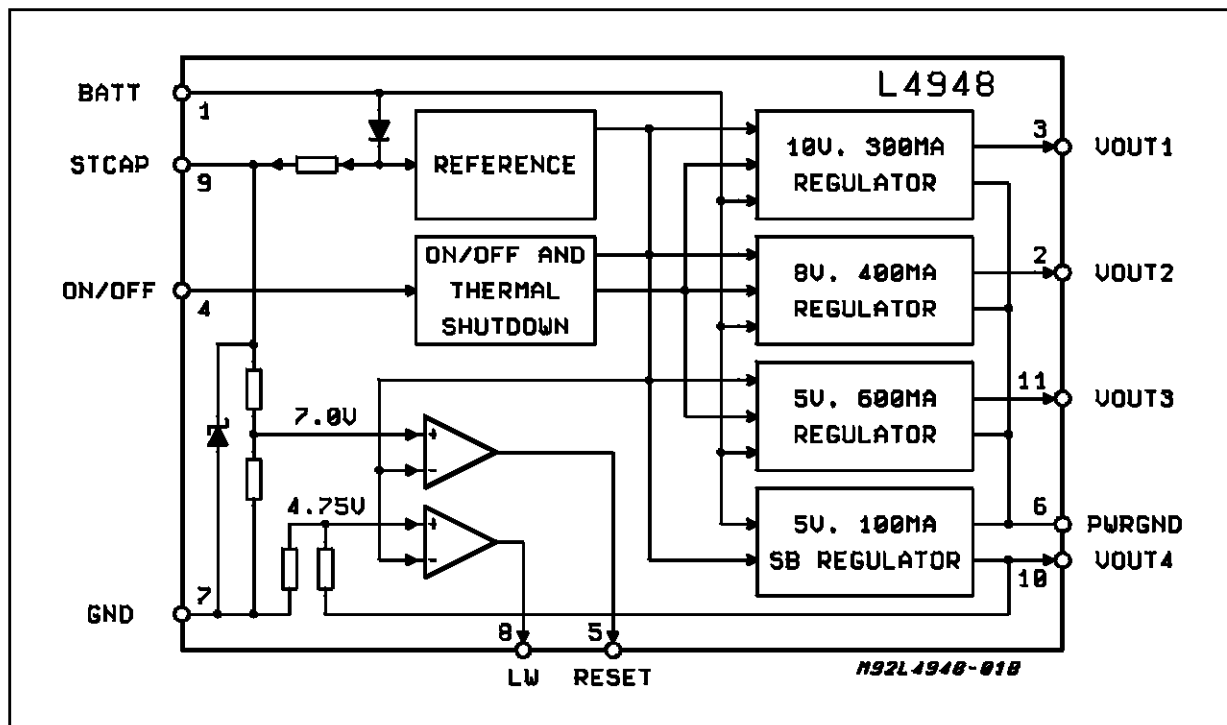 L4948
BATT
1
STCAP
9
ON/OFF
4
GND
7
REFERENCE
ON/OFF AND
THERMAL
SHUTDOWN
7.0V
+
-
4.75V
+
-
10V. 300MA
REGULATOR
3
VOUT1
8V. 400MA
REGULATOR
2
VOUT2
5V. 600MA
REGULATOR
11
VOUT3
5V. 100MA
SB REGULATOR
6
PWRGND
10
VOUT4
8
LW
5
RESET
M92L4948-01B